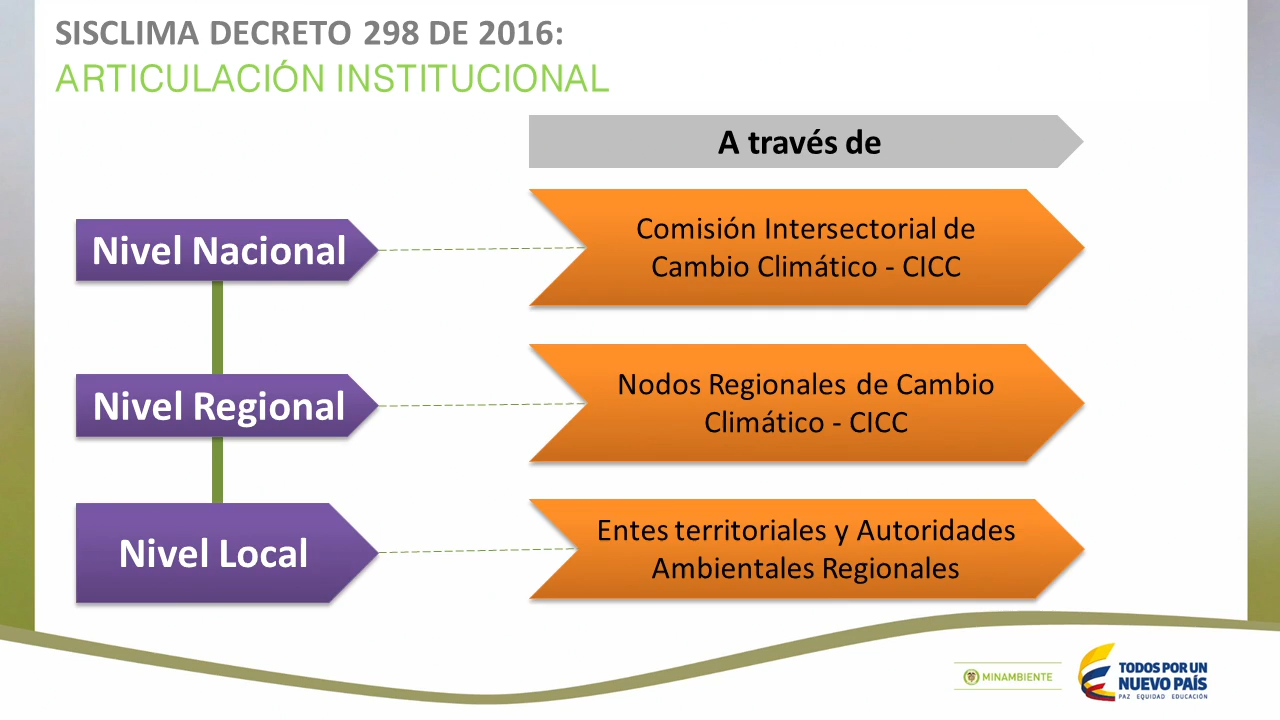 SISCLIMA DECRETO 298 DE 2016:
ARTICULACIÓN INSTITUCIONAL
A través de
Nivel Nacional
Comisión Intersectorial de
Cambio Climático - CICC
Nivel Regional
Nodos Regionales de Cambio
Climático - CICC
Nivel Local
Entes territoriales y Autoridades
Ambientales Regionales
MINAMBIENTE
TODOS POR UN
NUEVO PAÍS
PAZ EQUIDAD EDUCACIÓN